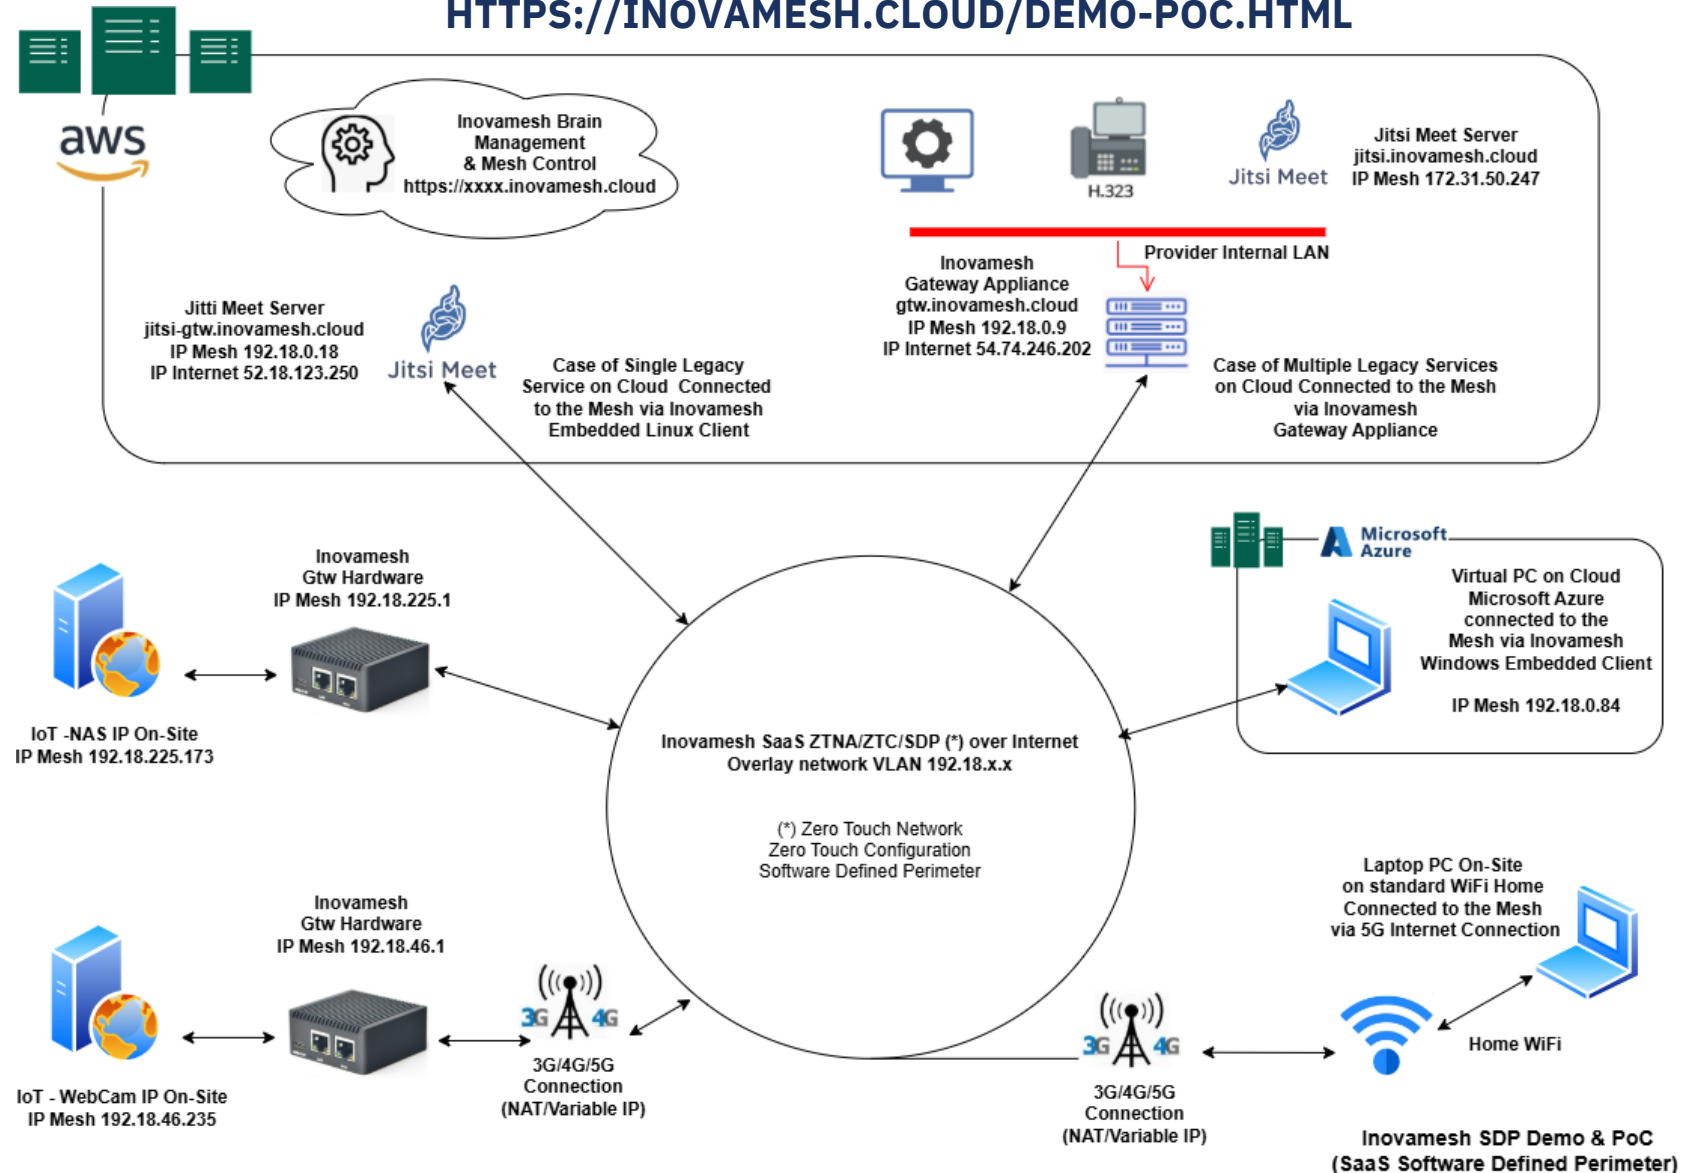 HTTPS://INOVAMESH.CLOUD/DEMO-POC.HTML
aws
Inovamesh Brain
Management
& Mesh Control
https://xxxx.inovamesh.cloud
H.323
Jitsi Meet
Jitsi Meet Server
jitsi.inovamesh.cloud
IP Mesh 172.31.50.247
Provider Internal LAN
Inovamesh
Gateway Appliance
gtw.inovamesh.cloud
IP Mesh 192.18.0.9
IP Internet 54.74.246.202
Jitti Meet Server
jitsi-gtw.inovamesh.cloud
IP Mesh 192.18.0.18
IP Internet 52.18.123.250
Jitsi Meet
Case of Single Legacy
Service on Cloud Connected
to the Mesh via Inovamesh
Embedded Linux Client
Case of Multiple Legacy Services
on Cloud Connected to the Mesh
via Inovamesh
Gateway Appliance
Inovamesh
Gtw Hardware
IP Mesh 192.18.225.1
IoT -NAS IP On-Site
IP Mesh 192.18.225.173
Microsoft
Azure
Virtual PC on Cloud
Microsoft Azure
connected to the
Mesh via Inovamesh
Windows Embedded Client
IP Mesh 192.18.0.84
Inovamesh SaaS ZTNA/ZTC/SDP (*) over Internet
Overlay network VLAN 192.18.x.x
(*) Zero Touch Network
Zero Touch Configuration
Software Defined Perimeter
Inovamesh
Gtw Hardware
IP Mesh 192.18.46.1
IoT - WebCam IP On-Site
IP Mesh 192.18.46.235
3G 4G
3G/4G/5G
Connection
(NAT/Variable IP)
3G 4G
3G/4G/5G
Connection
(NAT/Variable IP)
Laptop PC On-Site
on standard WiFi Home
Connected to the Mesh
via 5G Internet Connection
Home WiFi
Inovamesh SDP Demo & PoC
(SaaS Software Defined Perimeter)